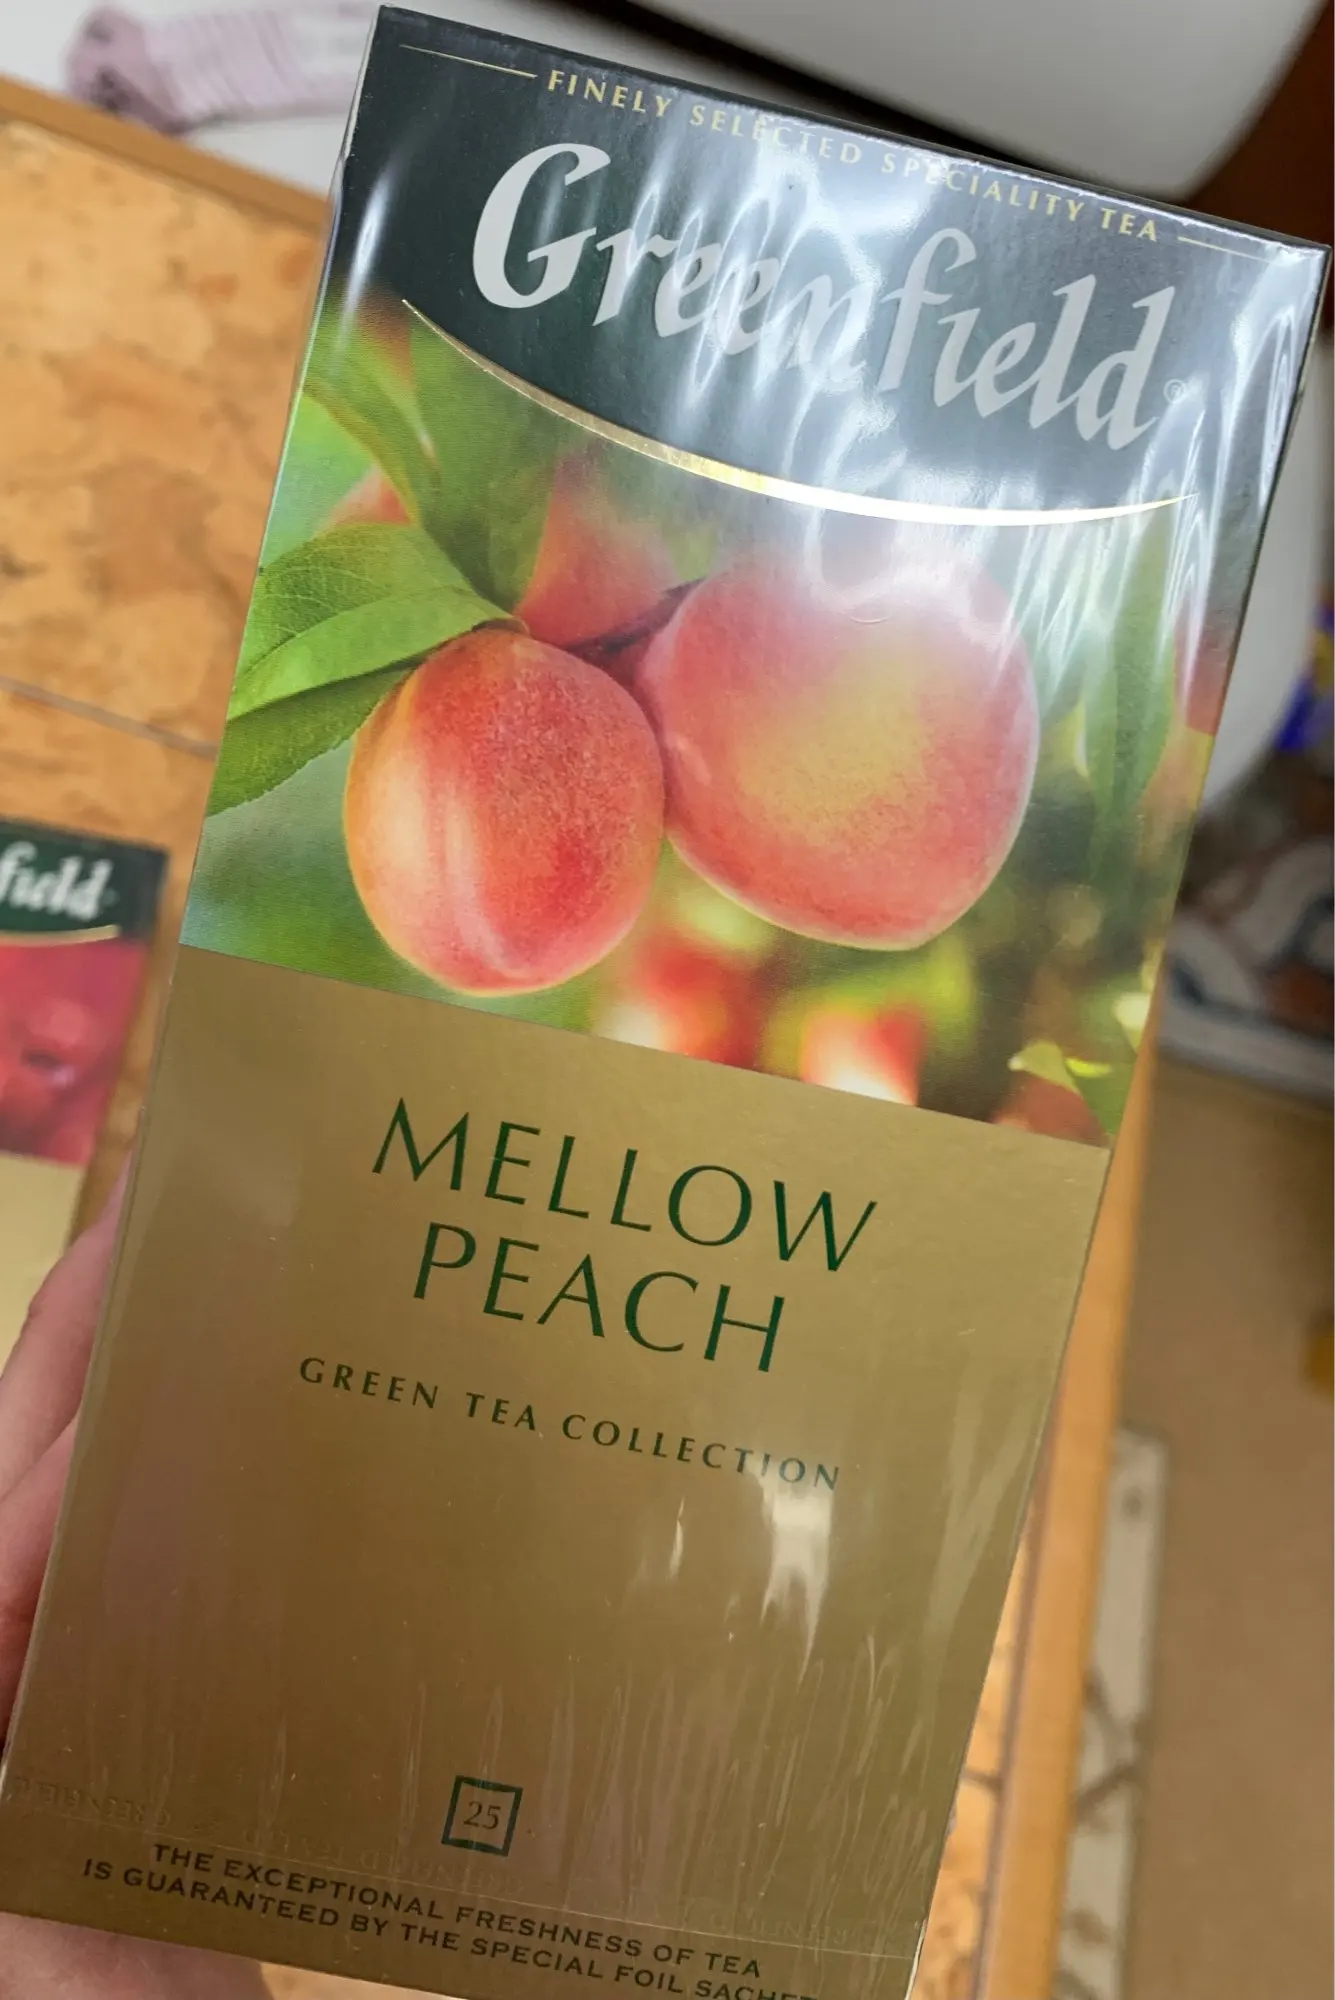 FINELY SELECTED SPECIALITY TEA
Greenfield®
field
MELLOW
PEACH
GREEN TEA COLLECTION
25
THE EXCEPTIONAL FRESHNESS OF TEA
IS GUARANTEED BY THE SPECIAL FOIL SACHET